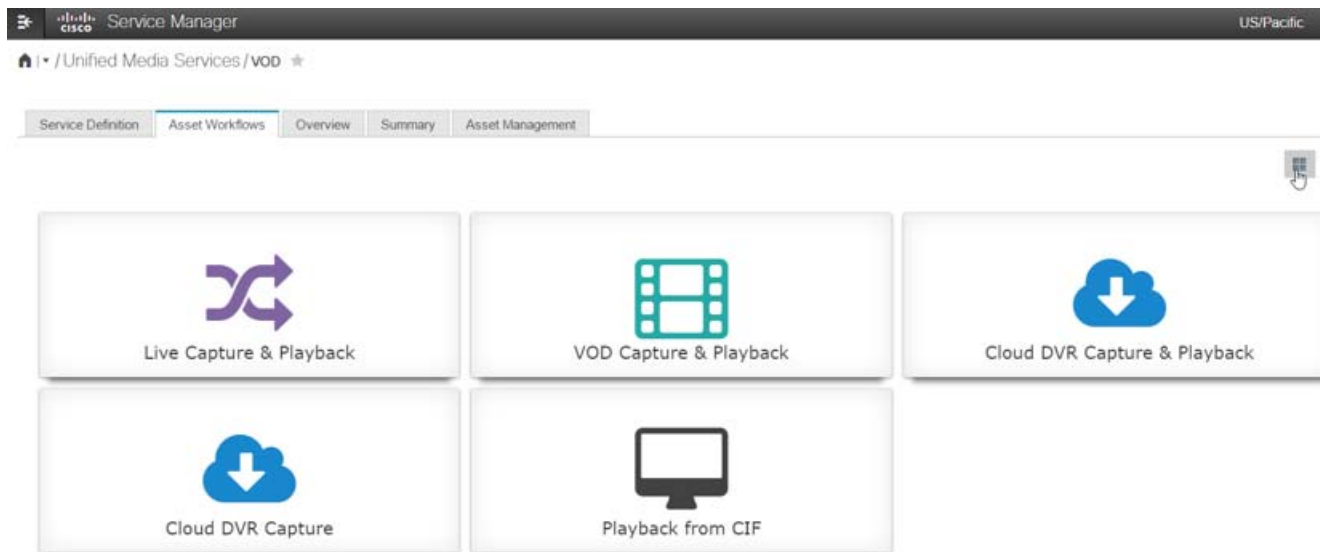 cisco Service Manager US/Pacific
/ Unified Media Services / VOD
Service Definition Asset Workflows Overview Summary Asset Management
Live Capture & Playback VOD Capture & Playback Cloud DVR Capture & Playback
Cloud DVR Capture Playback from CIF